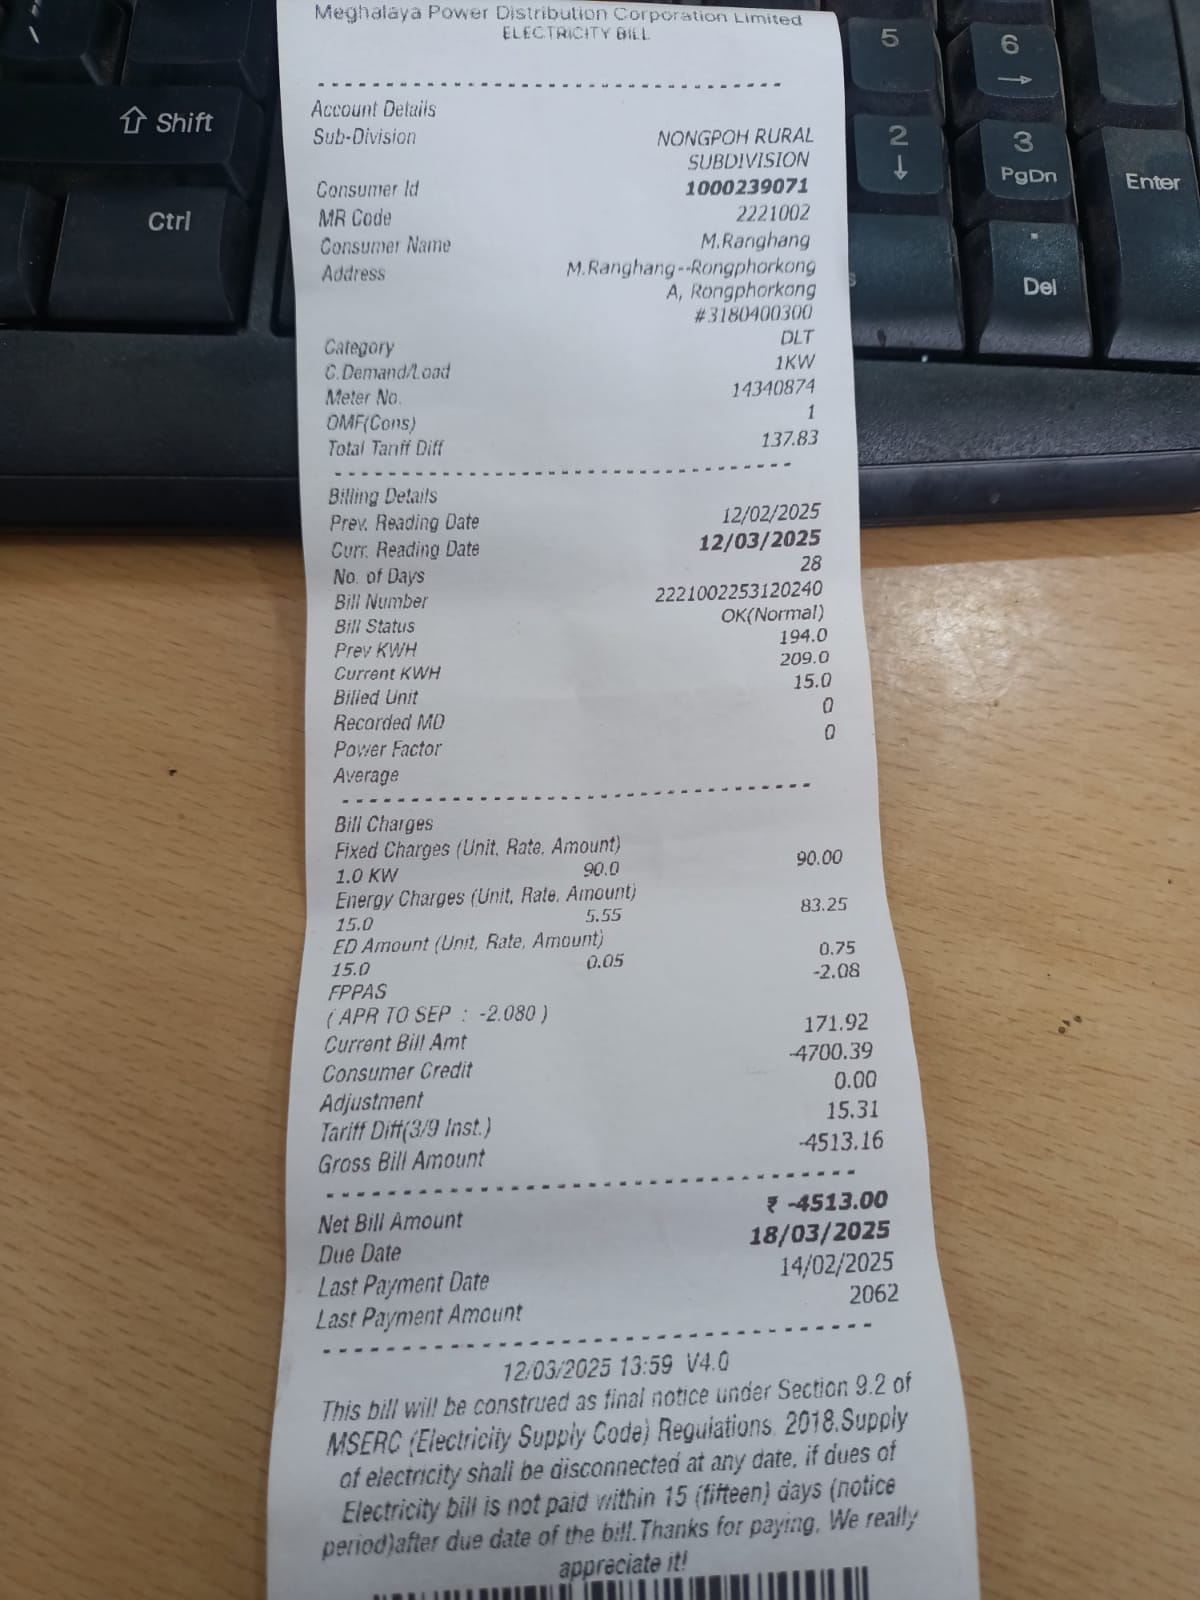 Meghalaya Power Distribution Corporation Limited
ELECTRICITY BILL
Account Details
Sub-Division NONGPOH RURAL
SUBDIVISION
Consumer Id 1000239071
MR Code 2221002
Consumer Name M.Ranghang
Address M.Ranghang--Rongphorkong
A, Rongphorkong
#3180400300
Category DLT
C.Demand/Load 1KW
Meter No. 14340874
OMF(Cons) 1
Total Tariff Diff 137.83
Billing Details
Prev. Reading Date 12/02/2025
Curr. Reading Date 12/03/2025
No. of Days 28
Bill Number 2221002253120240
Bill Status OK(Normal)
Prev KWH 194.0
Current KWH 209.0
Billed Unit 15.0
Recorded MD 0
Power Factor 0
Average
Bill Charges
Fixed Charges (Unit, Rate, Amount)
1.0 KW 90.0 90.00
Energy Charges (Unit, Rate, Amount)
15.0 5.55 83.25
ED Amount (Unit, Rate, Amount)
15.0 0.05 0.75
FPPAS -2.08
( APR TO SEP : -2.080 )
Current Bill Amt 171.92
Consumer Credit -4700.39
Adjustment 0.00
Tariff Diff(3/9 Inst.) 15.31
Gross Bill Amount -4513.16
Net Bill Amount ₹ -4513.00
Due Date 18/03/2025
Last Payment Date 14/02/2025
Last Payment Amount 2062
12/03/2025 13:59 V4.0
This bill will be construed as final notice under Section 9.2 of
MSERC (Electricity Supply Code) Regulations, 2018.Supply
of electricity shall be disconnected at any date, if dues of
Electricity bill is not paid within 15 (fifteen) days (notice
period)after due date of the bill.Thanks for paying, We really
appreciate it!
Shift
Ctrl
5
6
2
3
PgDn
Enter
Del